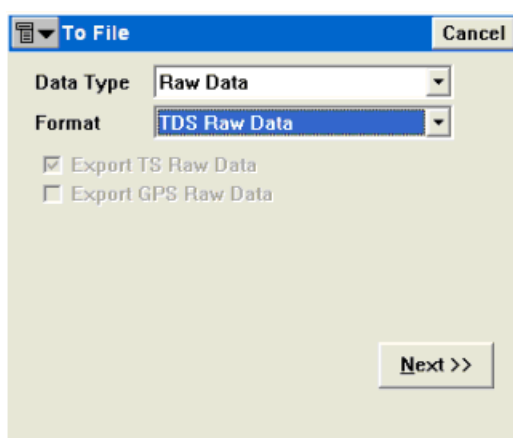 To File Cancel
Data Type Raw Data
Format TDS Raw Data
Export TS Raw Data
Export GPS Raw Data
Next >>